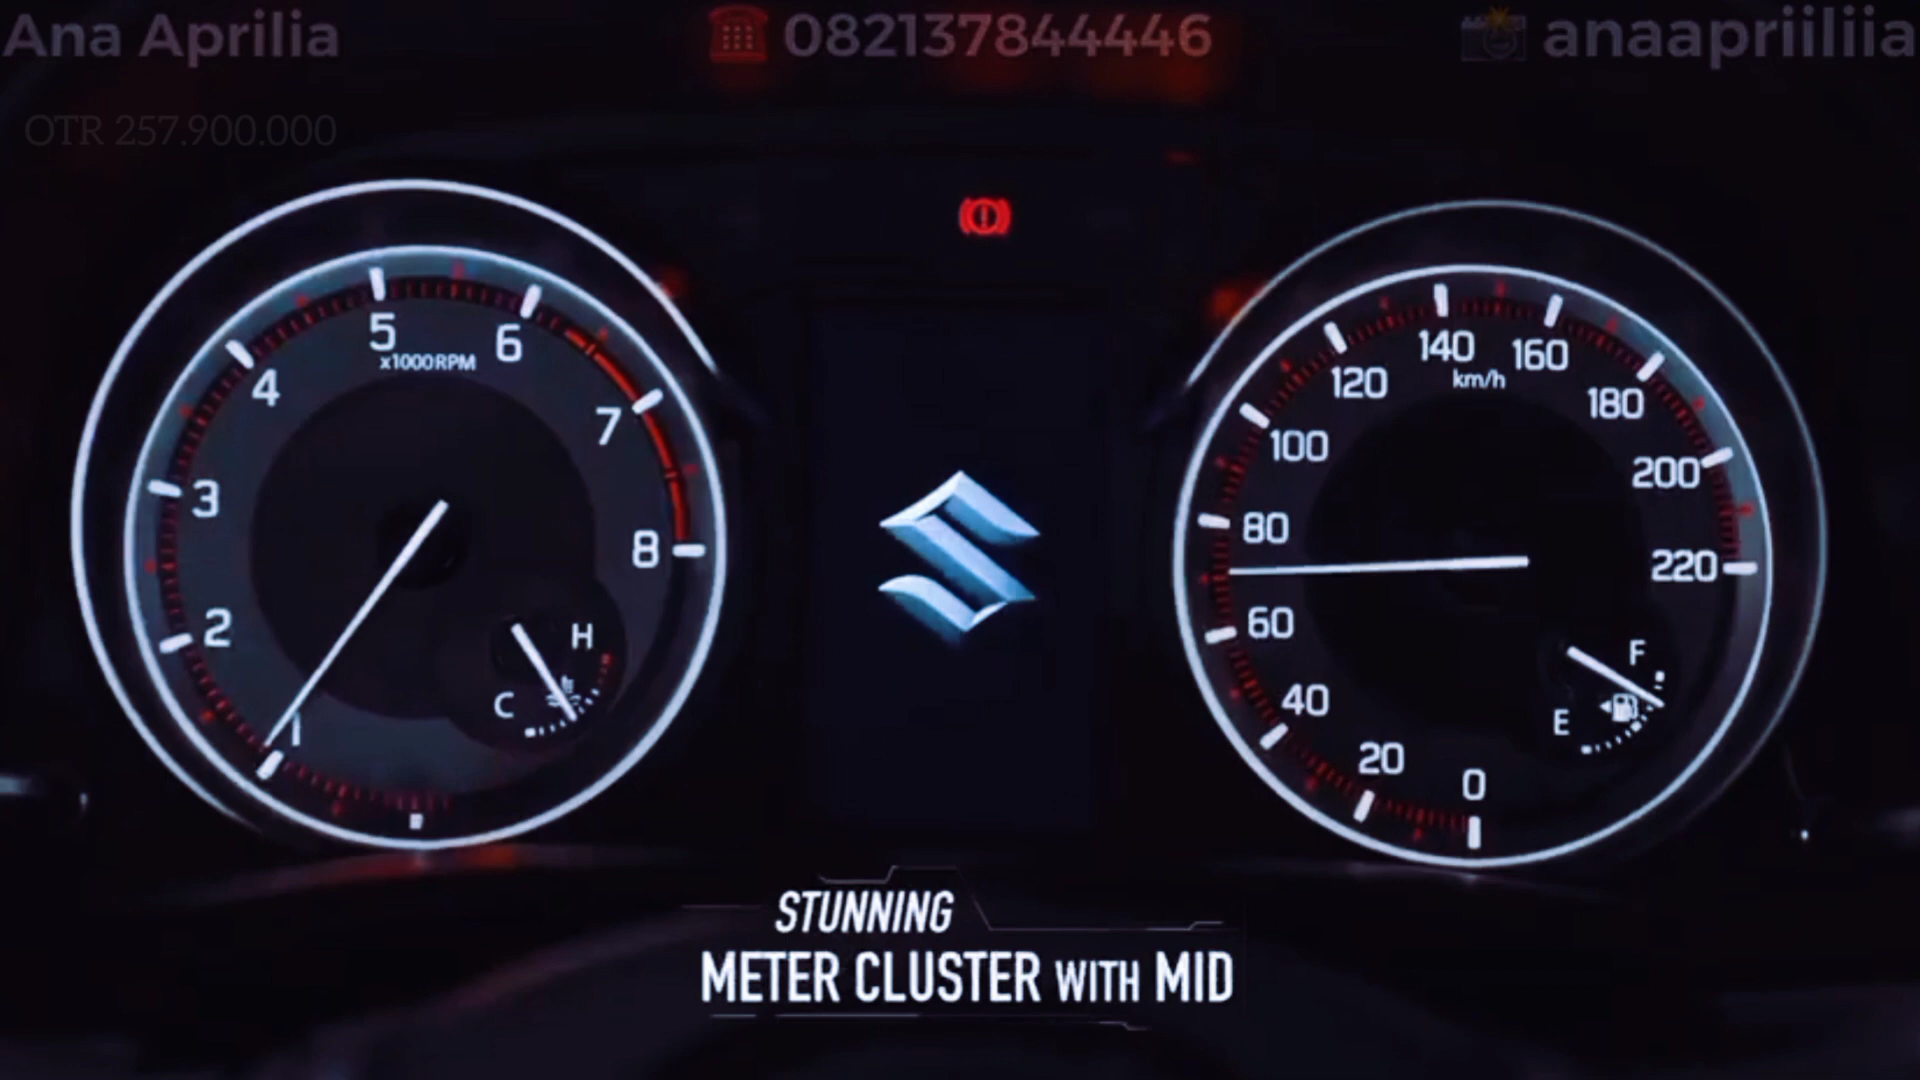 Ana Aprilia
082137844446
anaapriiliia
OTR 257.900.000
5
x1000RPM
6
4
7
3
8
2
H
C
1
140
km/h
160
120
180
100
200
80
220
60
F
40
E
20
0
STUNNING
METER CLUSTER WITH MID